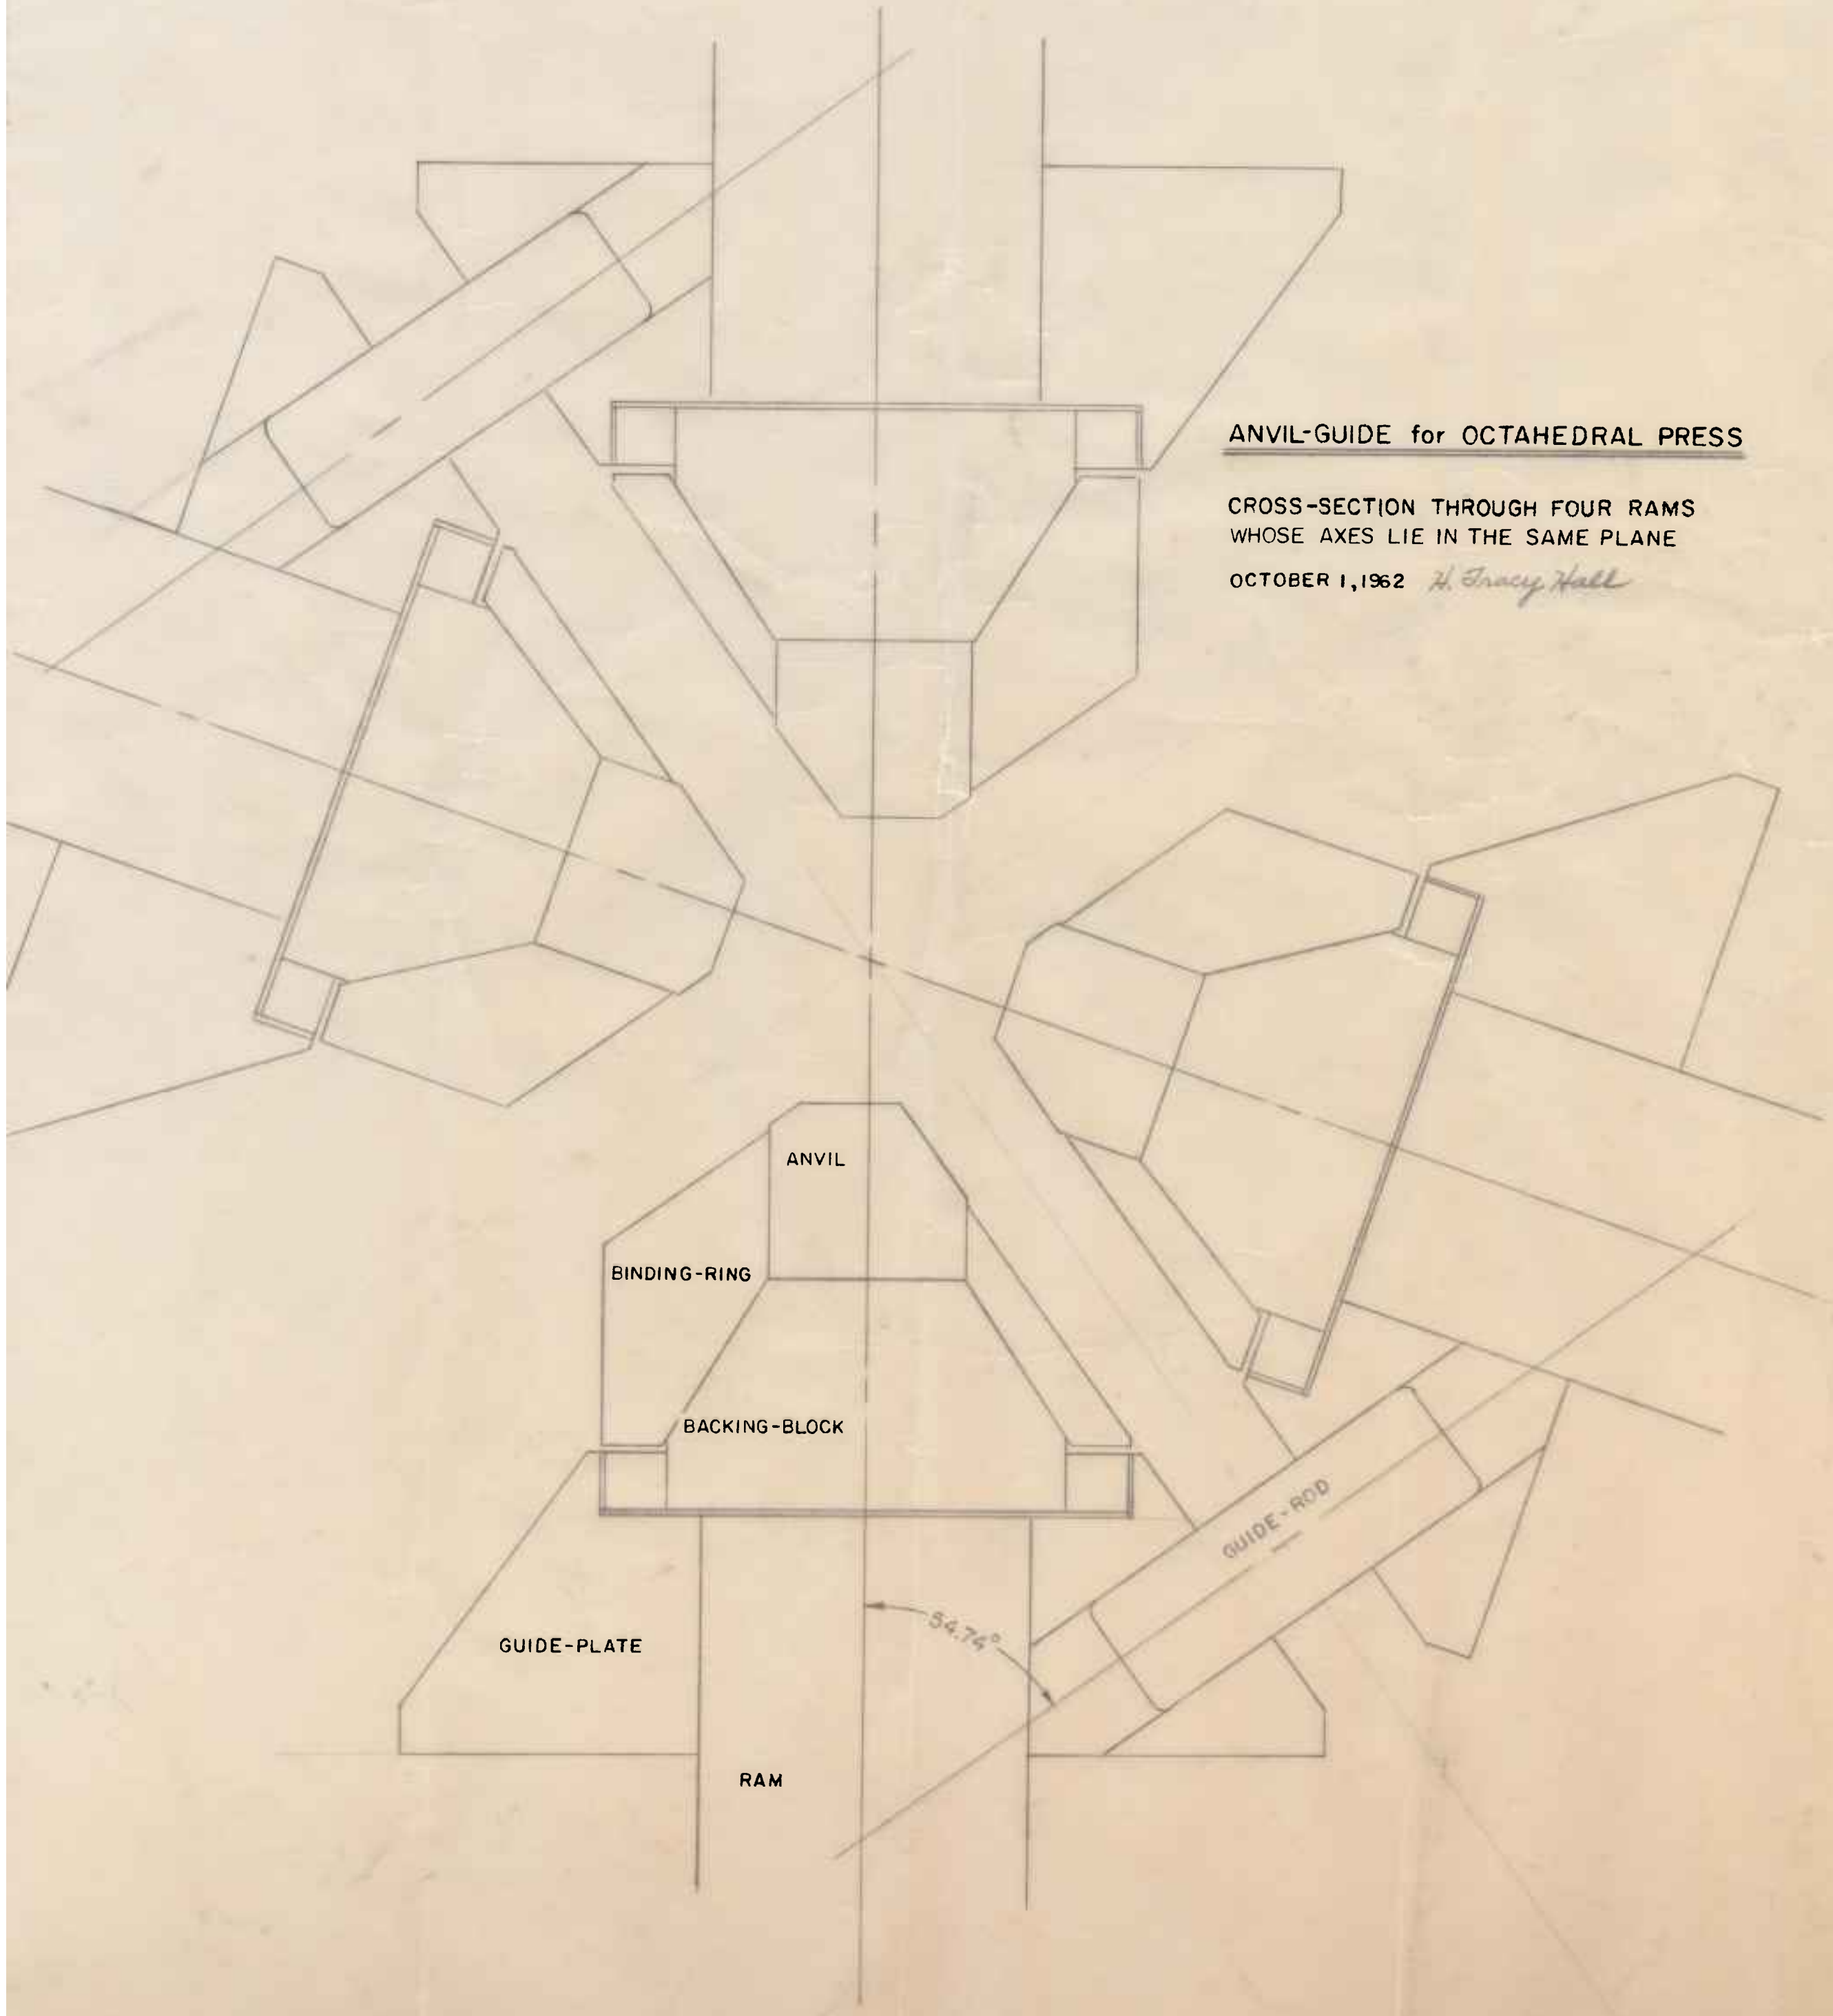 ANVIL-GUIDE for OCTAHEDRAL PRESS
CROSS-SECTION THROUGH FOUR RAMS
WHOSE AXES LIE IN THE SAME PLANE
OCTOBER 1, 1962 H. Tracy Hall
ANVIL
BINDING-RING
BACKING-BLOCK
GUIDE-ROD
54.74°
GUIDE-PLATE
RAM